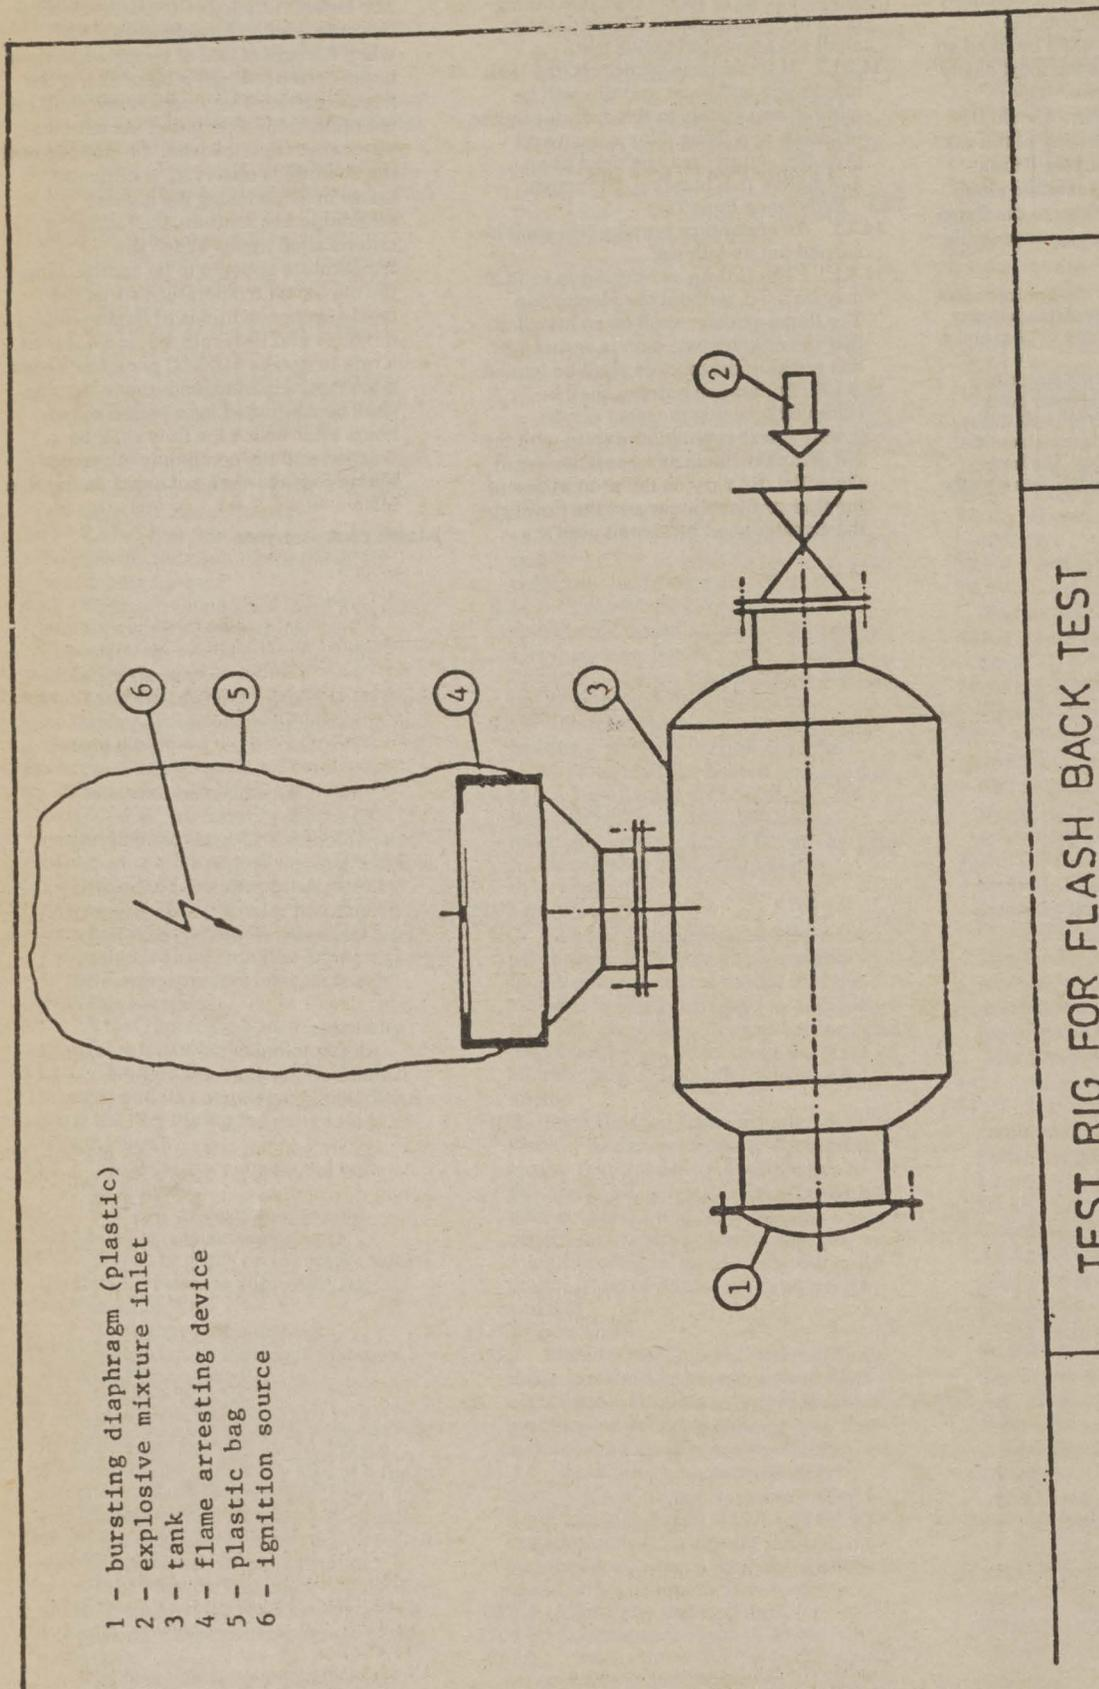 1 - bursting diaphragm (plastic)
2 - explosive mixture inlet
3 - tank
4 - flame arresting device
5 - plastic bag
6 - ignition source
6
5
4
3
2
1
TEST RIG FOR FLASH BACK TEST